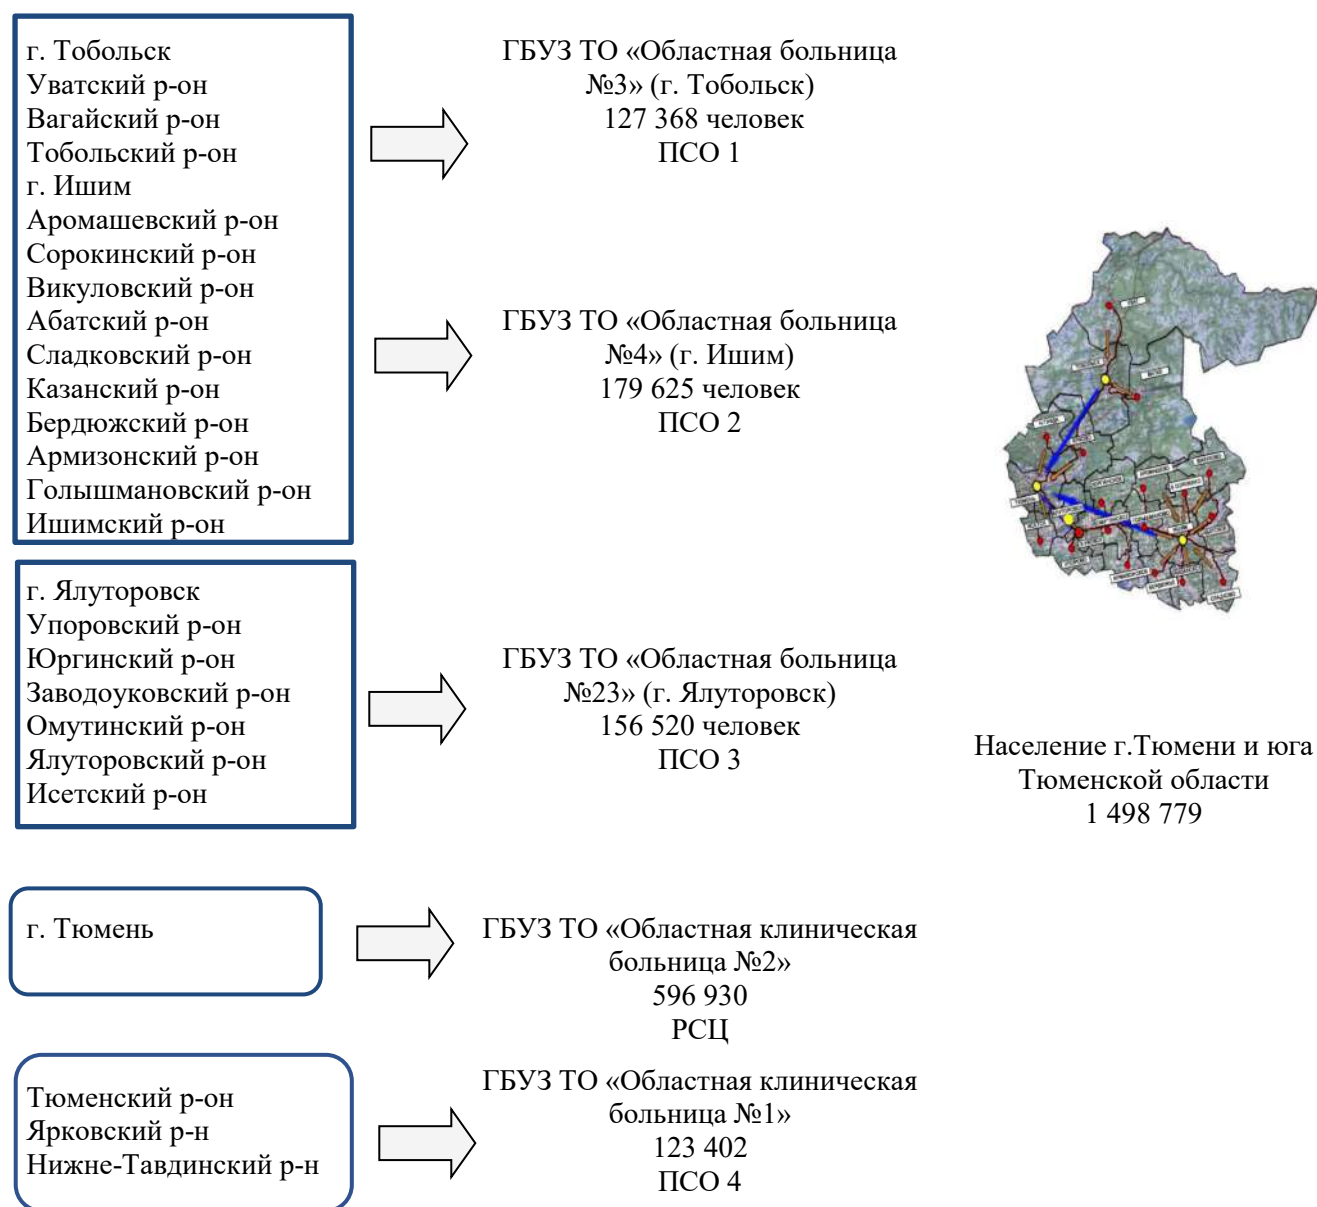 г. Тобольск
Уватский р-он
Вагайский р-он
Тобольский р-он
г. Ишим
Аромашевский р-он
Сорокинский р-он
Викуловский р-он
Абатский р-он
Сладковский р-он
Казанский р-он
Бердюжский р-он
Армизонский р-он
Голышмановский р-он
Ишимский р-он
ГБУЗ ТО «Областная больница
№3» (г. Тобольск)
127 368 человек
ПСО 1
ГБУЗ ТО «Областная больница
№4» (г. Ишим)
179 625 человек
ПСО 2
г. Ялуторовск
Упоровский р-он
Юргинский р-он
Заводоуковский р-он
Омутинский р-он
Ялуторовский р-он
Исетский р-он
ГБУЗ ТО «Областная больница
№23» (г. Ялуторовск)
156 520 человек
ПСО 3
Население г.Тюмени и юга
Тюменской области
1 498 779
г. Тюмень
ГБУЗ ТО «Областная клиническая
больница №2»
596 930
РСЦ
Тюменский р-он
Ярковский р-н
Нижне-Тавдинский р-н
ГБУЗ ТО «Областная клиническая
больница №1»
123 402
ПСО 4